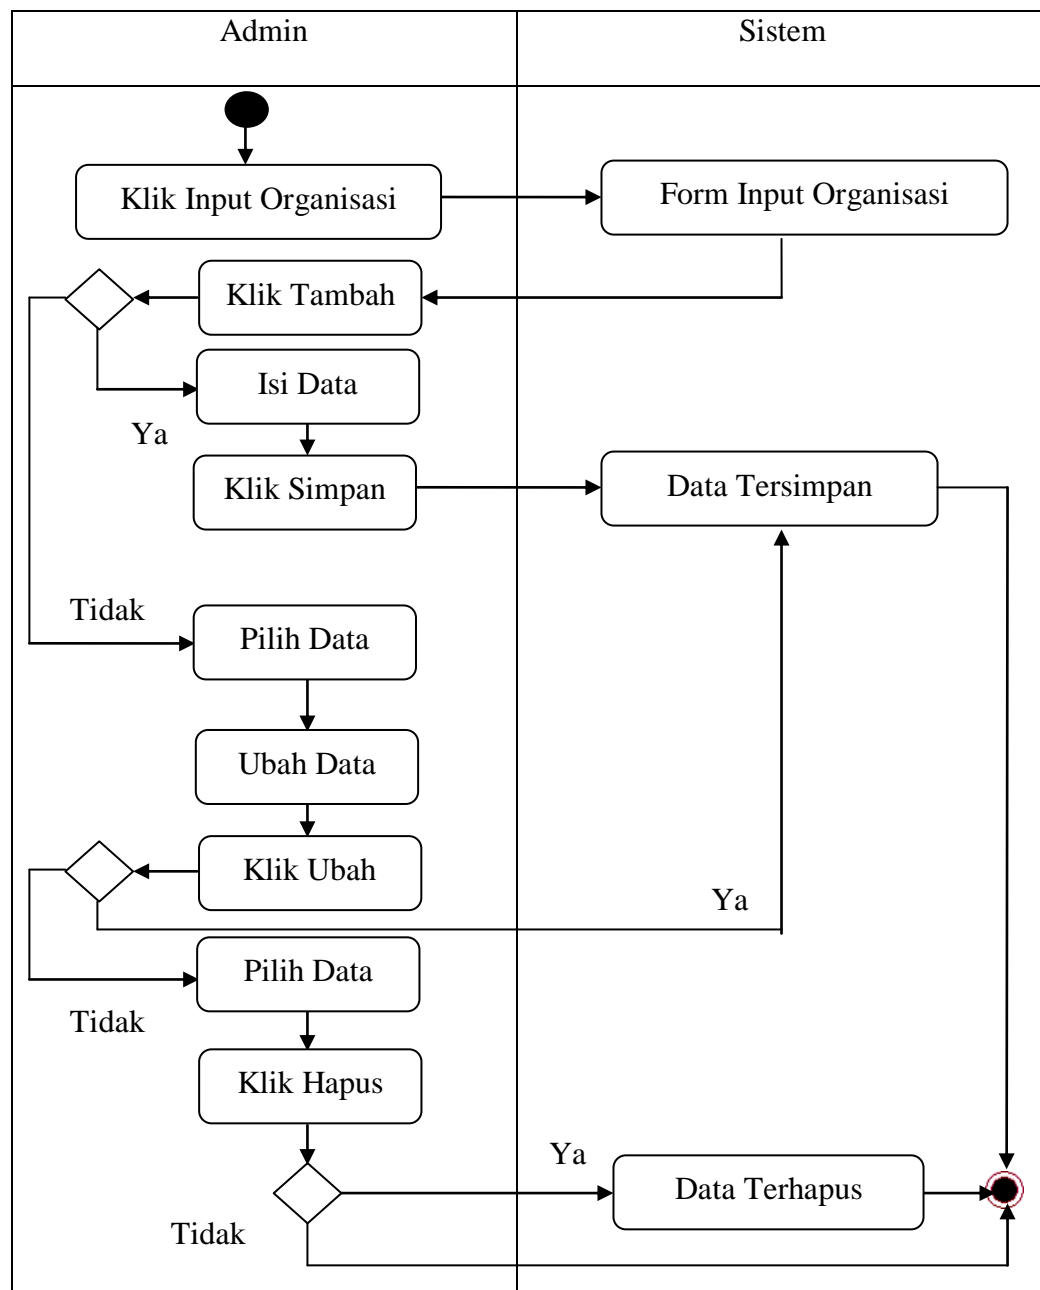 Admin
Sistem
Klik Input Organisasi
Form Input Organisasi
Klik Tambah
Isi Data
Ya
Klik Simpan
Data Tersimpan
Tidak
Pilih Data
Ubah Data
Klik Ubah
Ya
Pilih Data
Tidak
Klik Hapus
Ya
Data Terhapus
Tidak